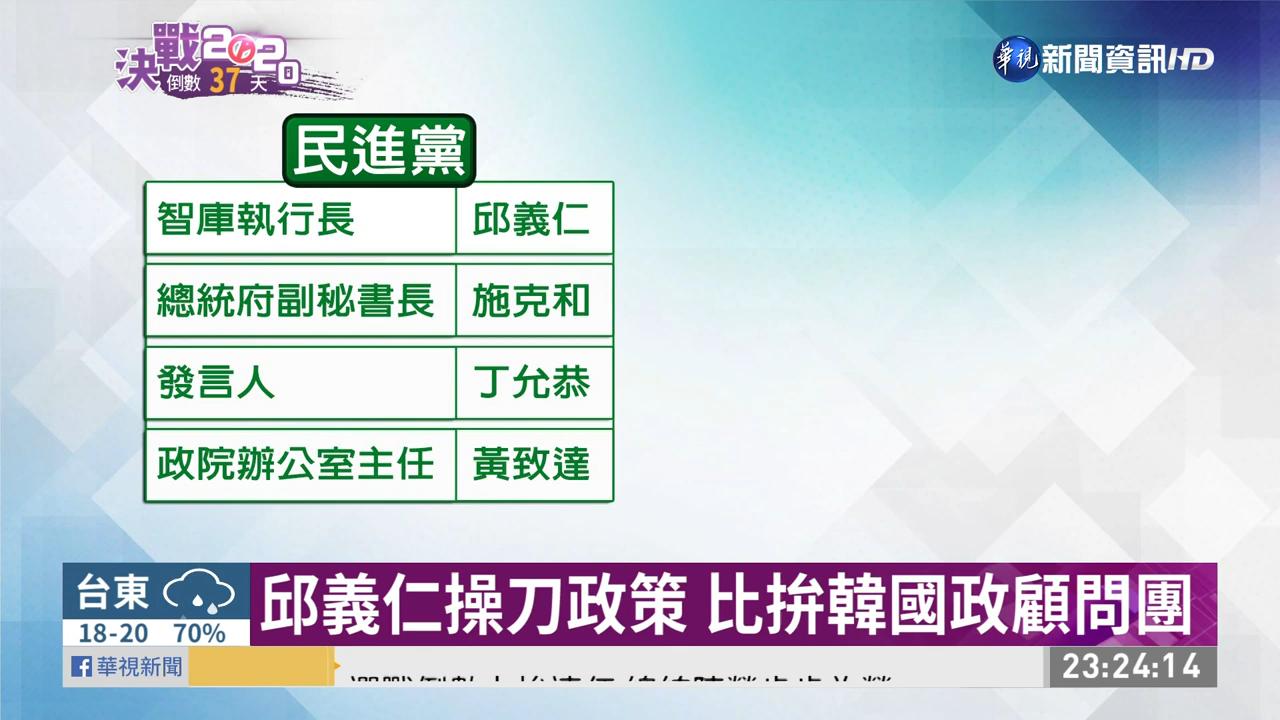 決戰2020
倒數 37 天
華視 新聞資訊HD
民進黨
智庫執行長 邱義仁
總統府副秘書長 施克和
發言人 丁允恭
政院辦公室主任 黃致達
台東
18-20 70%
邱義仁操刀政策 比拚韓國政顧問團
華視新聞
23:24:14